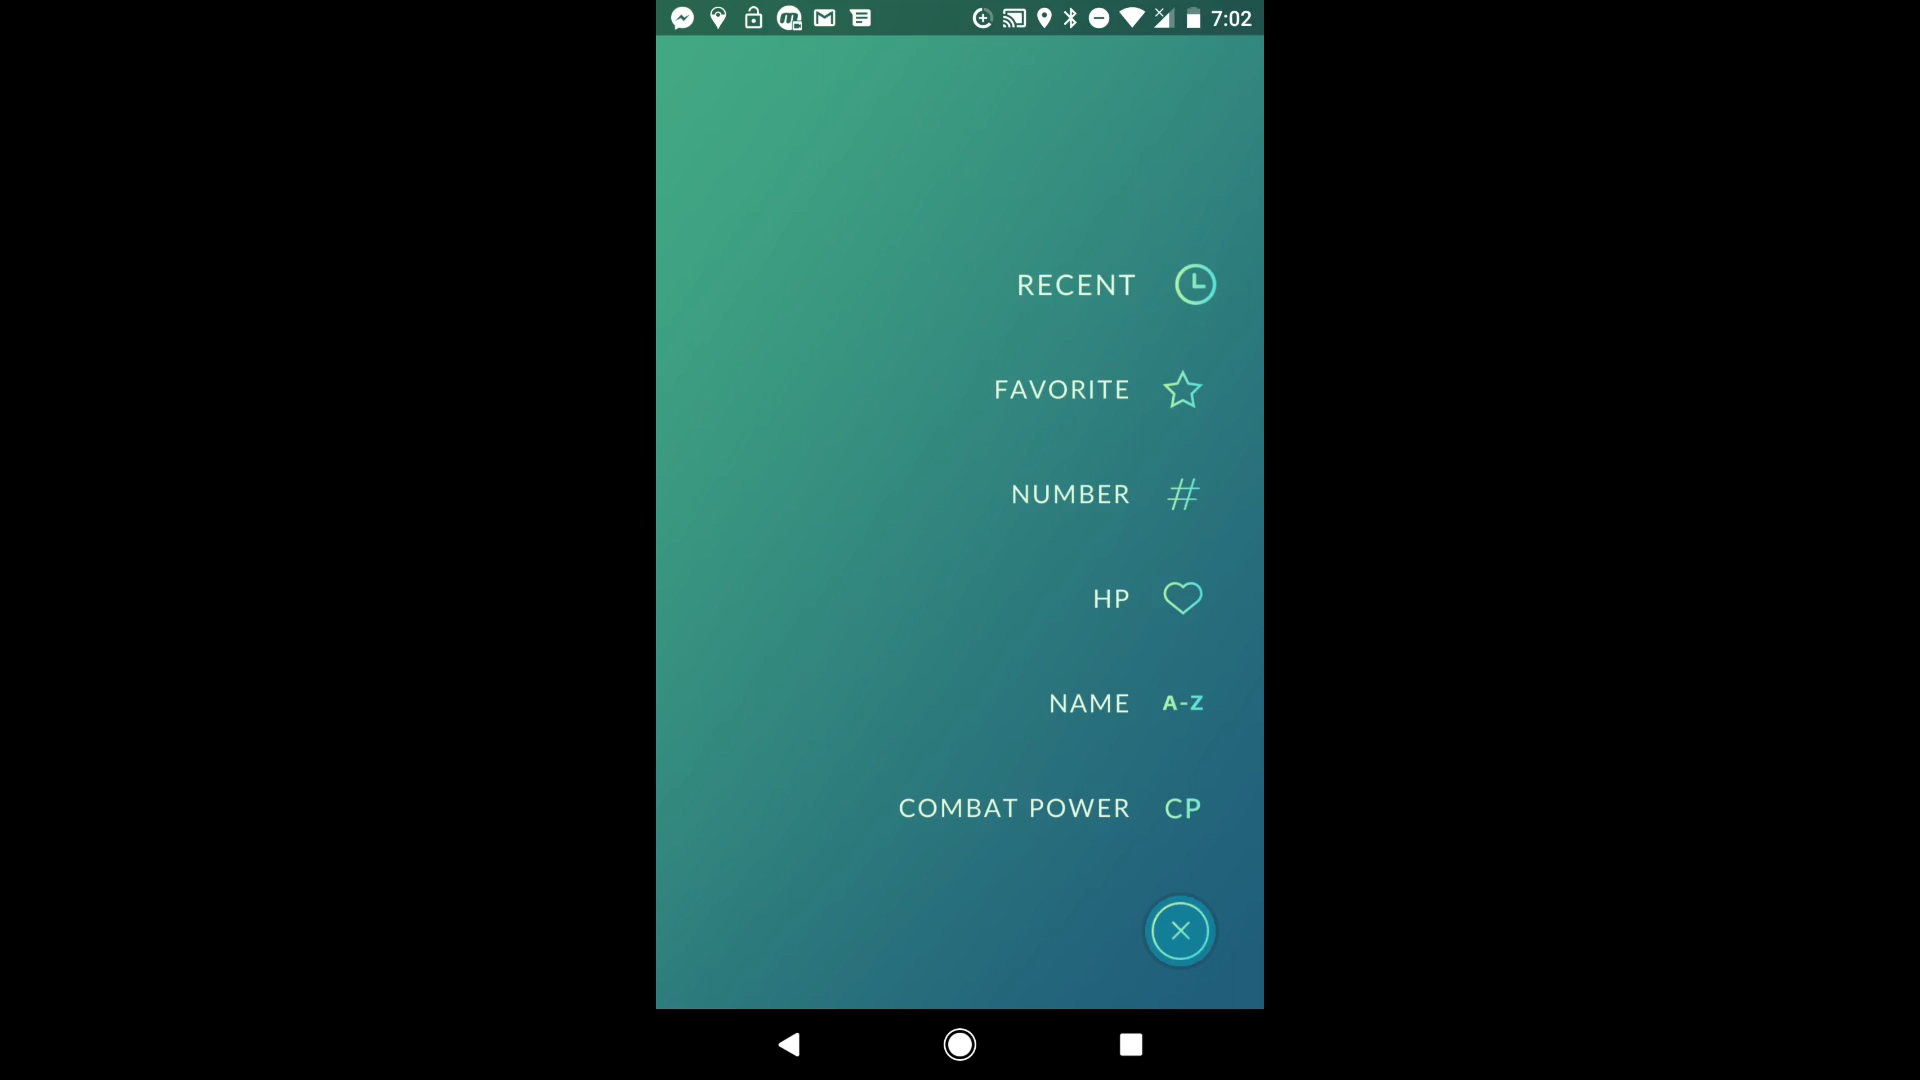 7:02
RECENT
FAVORITE
NUMBER #
HP
NAME A-Z
COMBAT POWER CP